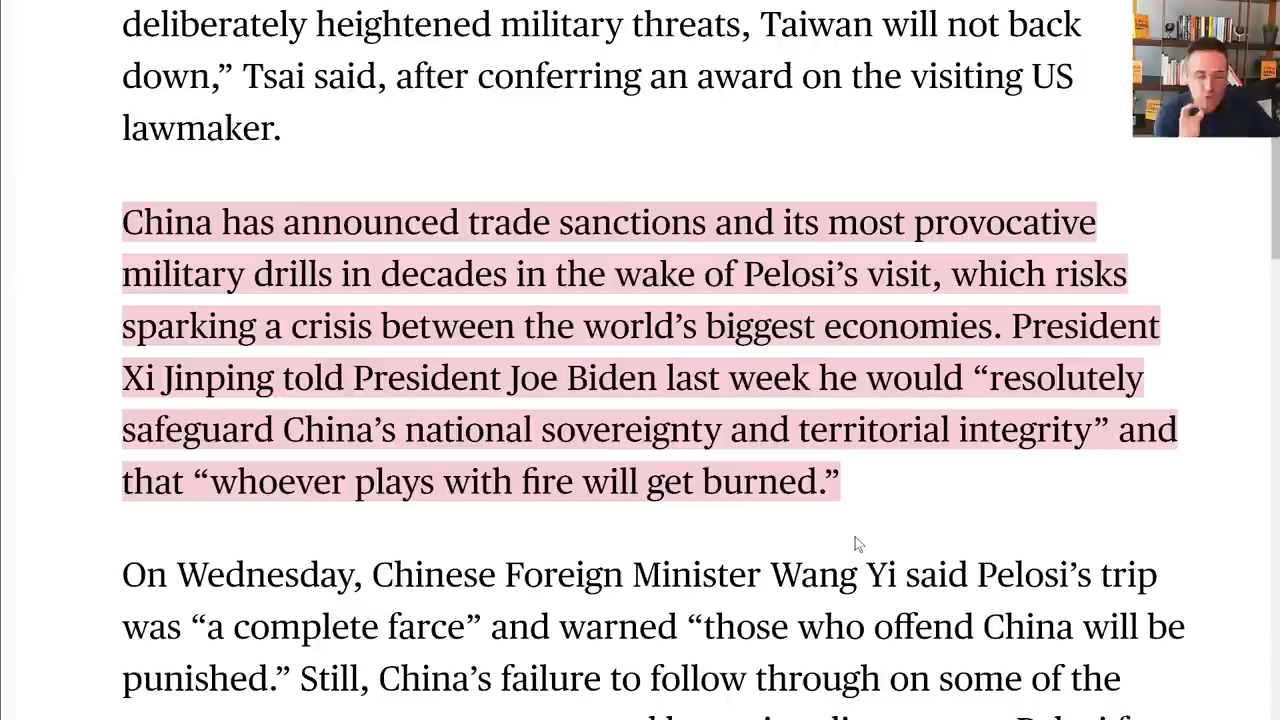 deliberately heightened military threats, Taiwan will not back
down,” Tsai said, after conferring an award on the visiting US
lawmaker.
China has announced trade sanctions and its most provocative
military drills in decades in the wake of Pelosi’s visit, which risks
sparking a crisis between the world’s biggest economies. President
Xi Jinping told President Joe Biden last week he would “resolutely
safeguard China’s national sovereignty and territorial integrity” and
that “whoever plays with fire will get burned.”
On Wednesday, Chinese Foreign Minister Wang Yi said Pelosi’s trip
was “a complete farce” and warned “those who offend China will be
punished.” Still, China’s failure to follow through on some of the